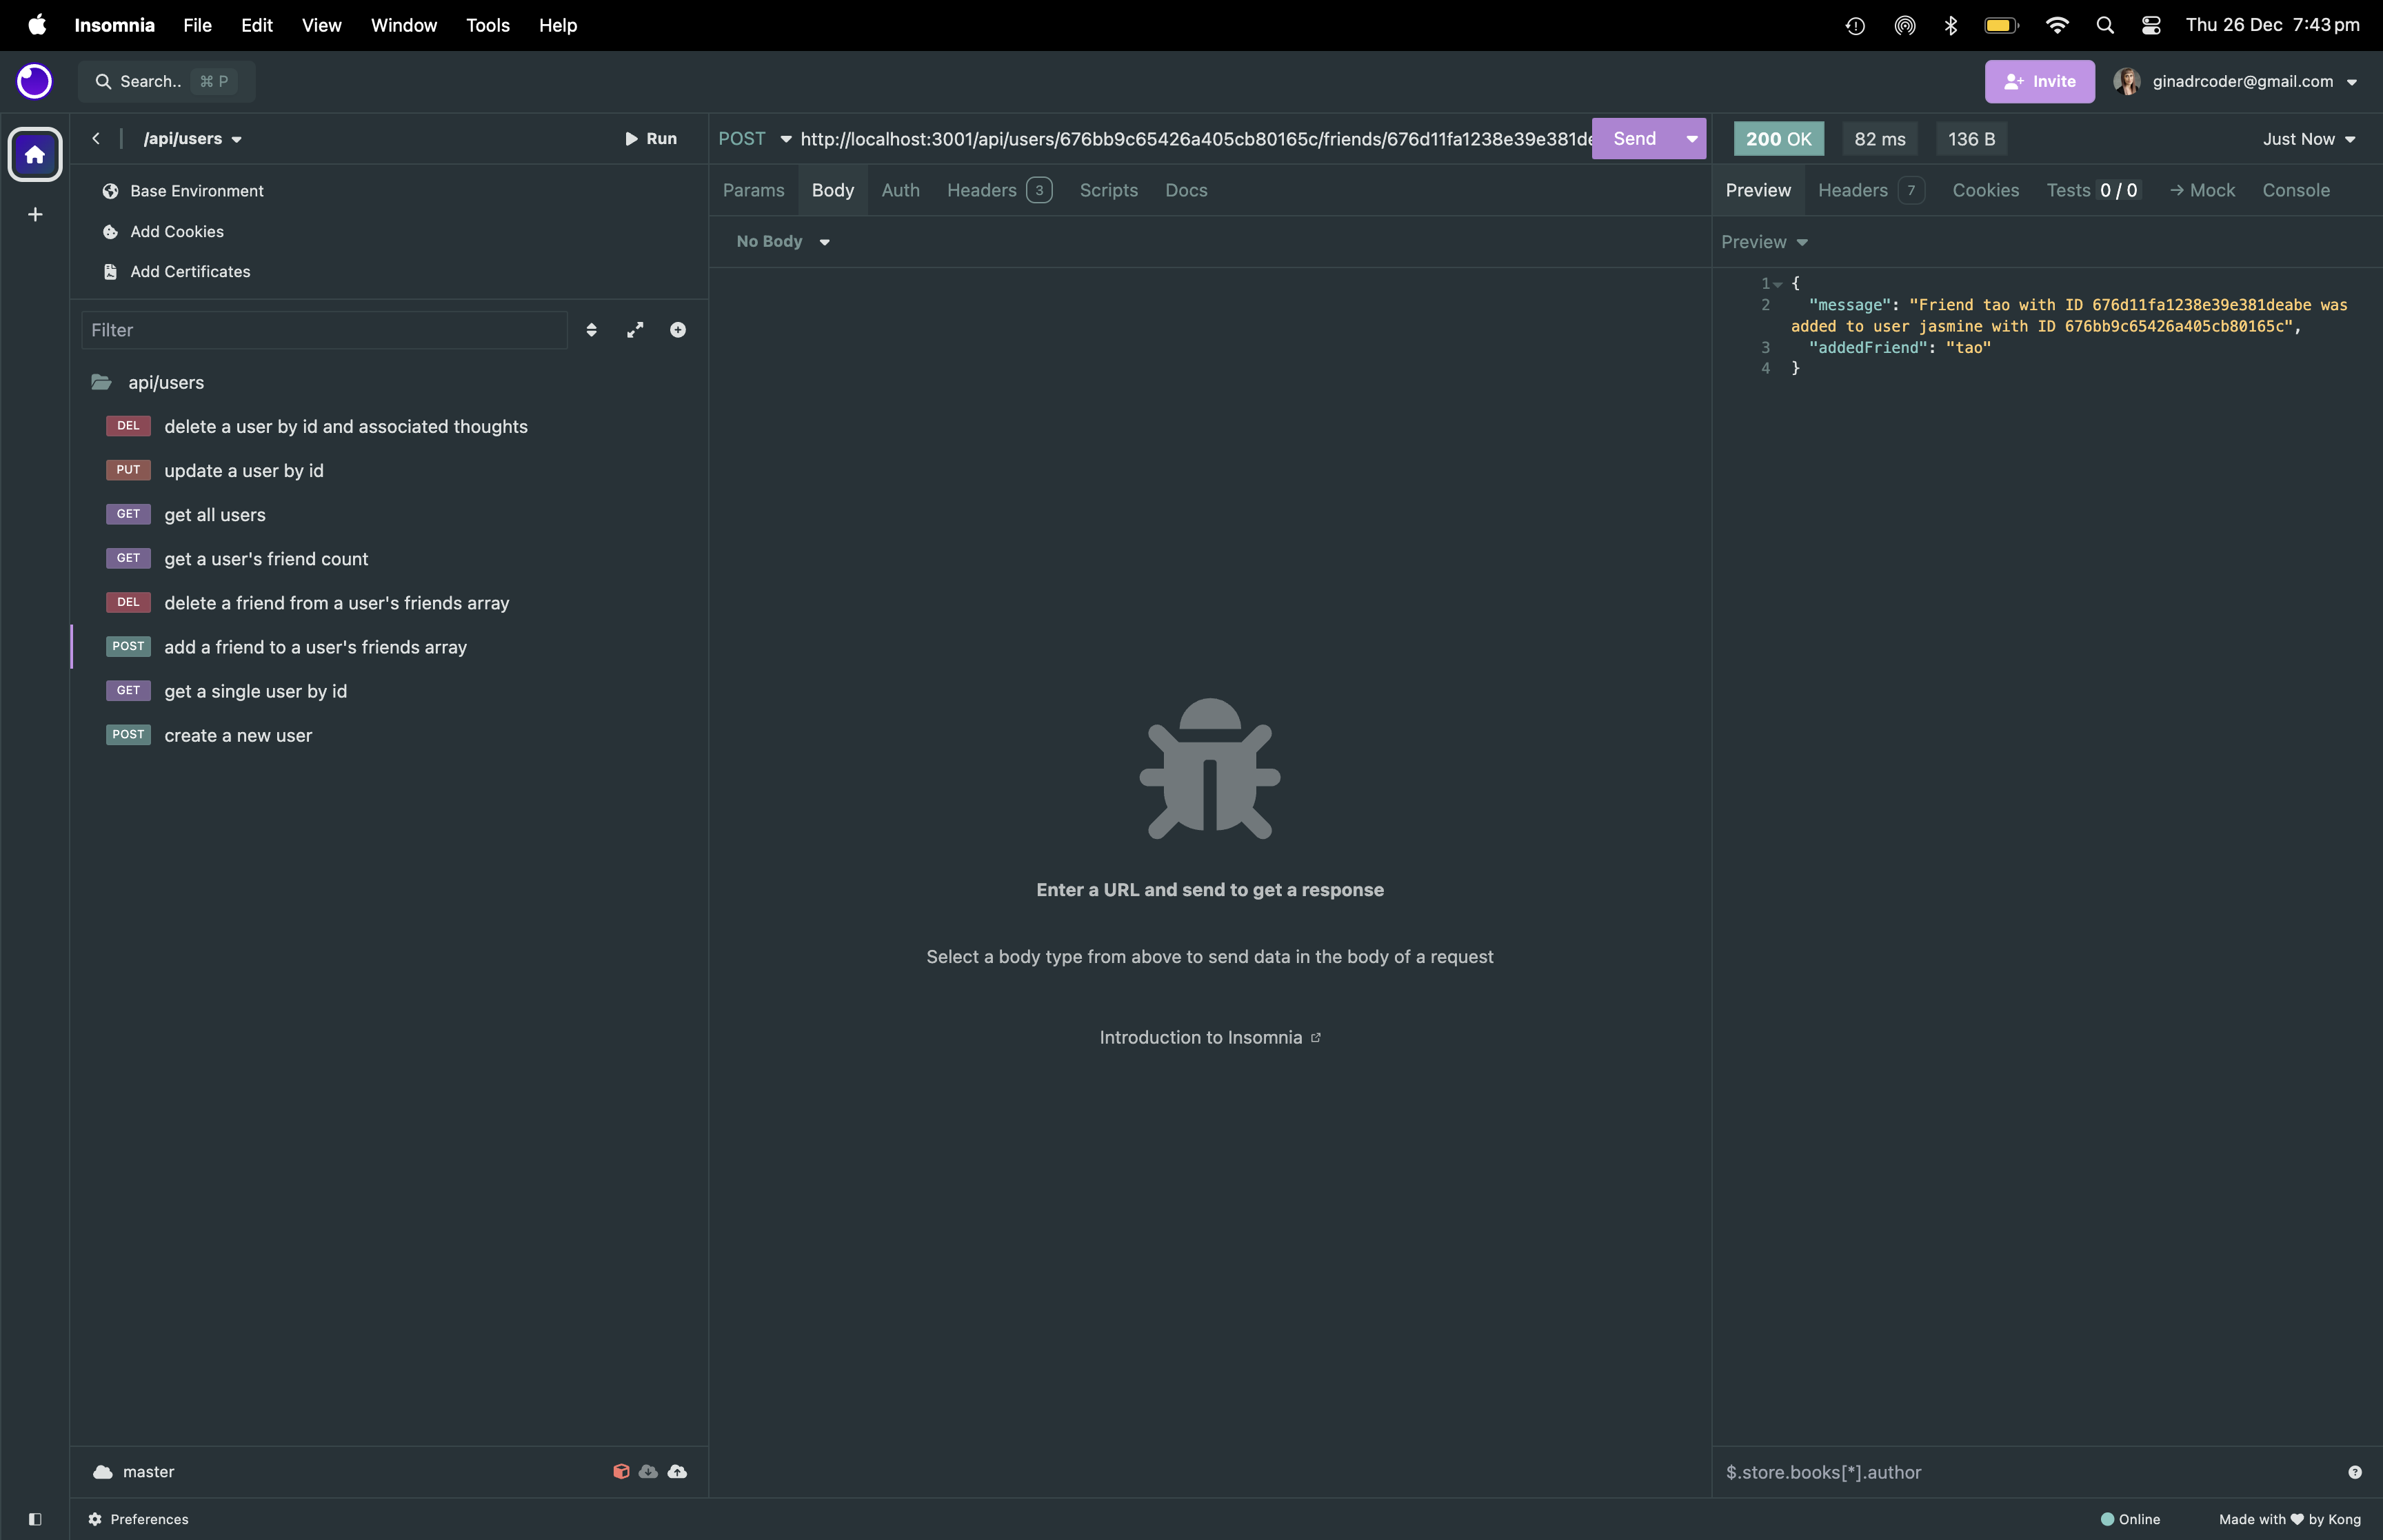 Insomnia File Edit View Window Tools Help Thu 26 Dec 7:43 pm
Search.. ⌘ P Invite ginadrcoder@gmail.com
/api/users Run
POST http://localhost:3001/api/users/676bb9c65426a405cb80165c/friends/676d11fa1238e39e381de Send
200 OK 82 ms 136 B Just Now
Base Environment
Add Cookies
Add Certificates
Filter
api/users
DEL delete a user by id and associated thoughts
PUT update a user by id
GET get all users
GET get a user's friend count
DEL delete a friend from a user's friends array
POST add a friend to a user's friends array
GET get a single user by id
POST create a new user
master
Params Body Auth Headers 3 Scripts Docs
No Body
Enter a URL and send to get a response
Select a body type from above to send data in the body of a request
Introduction to Insomnia
Preview Headers 7 Cookies Tests 0 / 0 → Mock Console
Preview
1 {
2 "message": "Friend tao with ID 676d11fa1238e39e381deabe was
added to user jasmine with ID 676bb9c65426a405cb80165c",
3 "addedFriend": "tao"
4 }
$.store.books[*].author
Preferences Online Made with ♥ by Kong